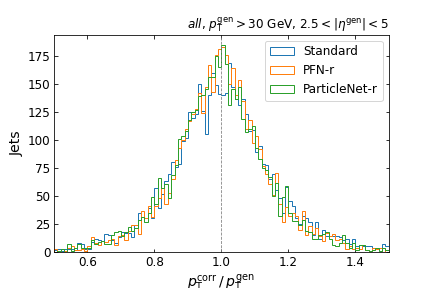 all, p_T^gen > 30 GeV, 2.5 < |η^gen| < 5
Standard
PFN-r
ParticleNet-r
Jets
175
150
125
100
75
50
25
0
0.6 0.8 1.0 1.2 1.4
p_T^corr / p_T^gen